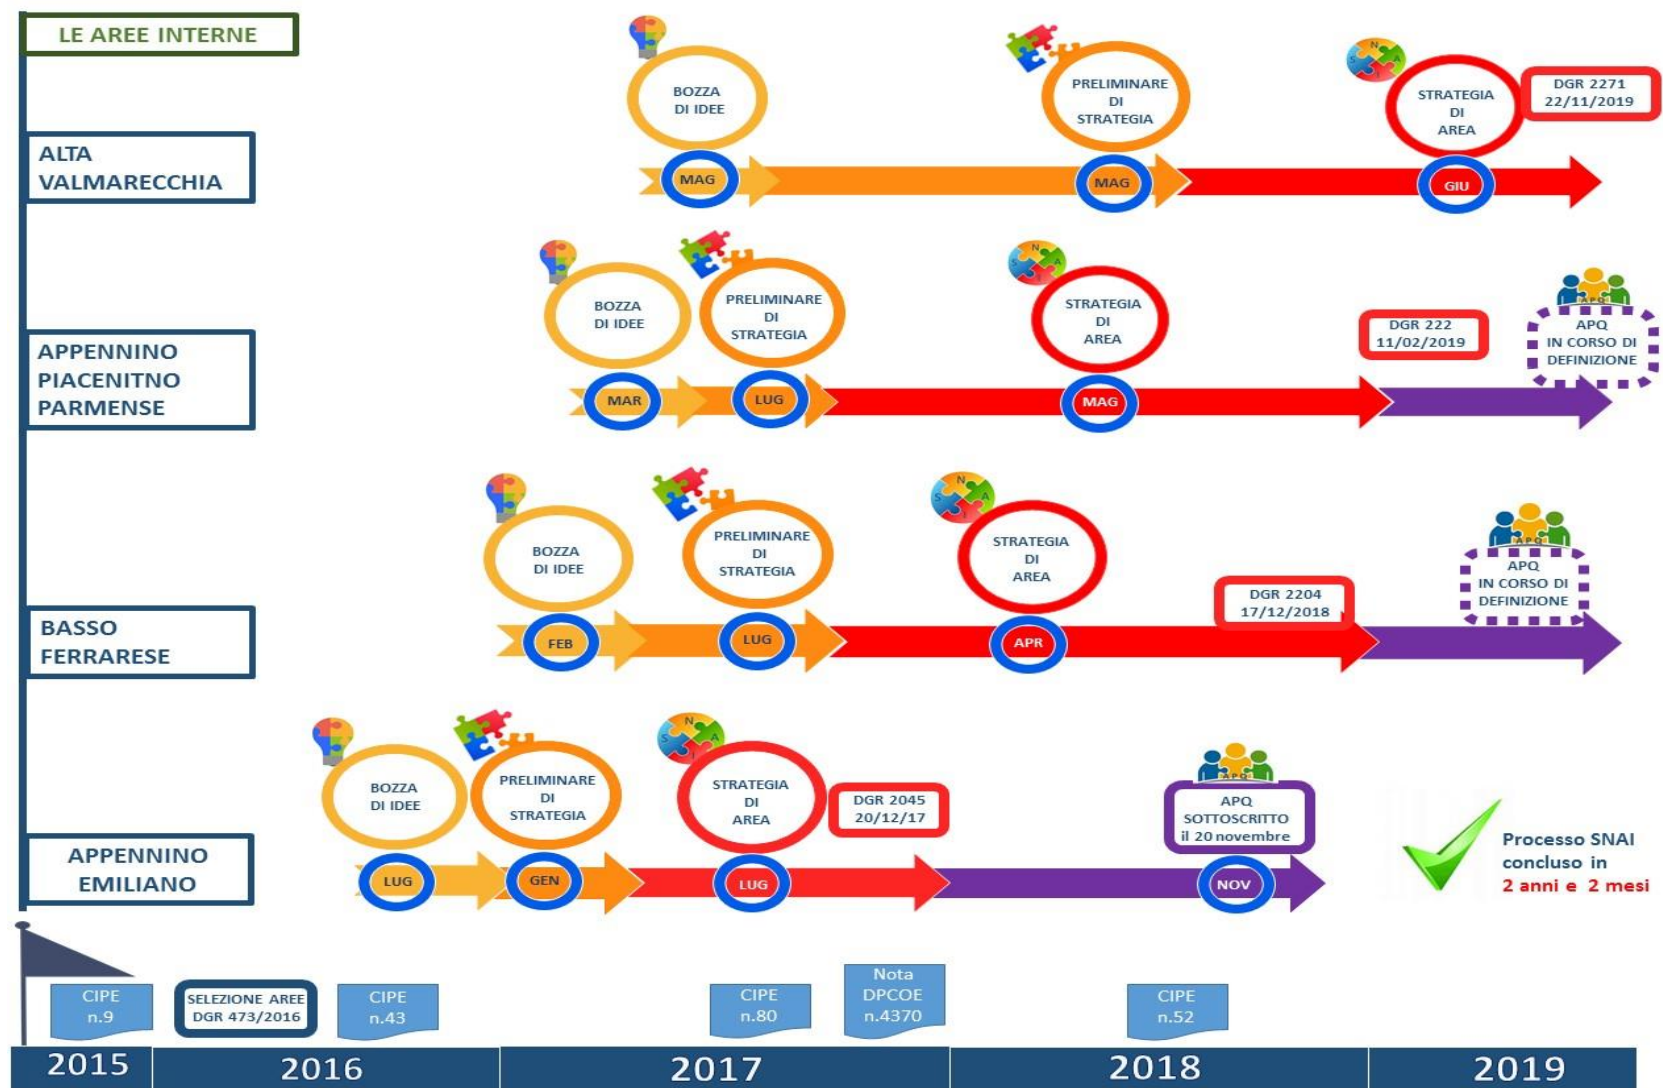 LE AREE INTERNE
ALTA
VALMARECCHIA
BOZZA
DI IDEE
MAG
PRELIMINARE
DI
STRATEGIA
MAG
S N A I
STRATEGIA
DI
AREA
GIU
DGR 2271
22/11/2019
APPENNINO
PIACENITNO
PARMENSE
BOZZA
DI IDEE
MAR
PRELIMINARE
DI
STRATEGIA
LUG
S N A I
STRATEGIA
DI
AREA
MAG
DGR 222
11/02/2019
APQ
APQ
IN CORSO DI
DEFINIZIONE
BASSO
FERRARESE
BOZZA
DI IDEE
FEB
PRELIMINARE
DI
STRATEGIA
LUG
S N A I
STRATEGIA
DI
AREA
APR
DGR 2204
17/12/2018
APQ
APQ
IN CORSO DI
DEFINIZIONE
APPENNINO
EMILIANO
BOZZA
DI IDEE
LUG
PRELIMINARE
DI
STRATEGIA
GEN
S N A I
STRATEGIA
DI
AREA
LUG
DGR 2045
20/12/17
APQ
APQ
SOTTOSCRITTO
il 20 novembre
NOV
Processo SNAI
concluso in
2 anni e 2 mesi
CIPE
n.9
SELEZIONE AREE
DGR 473/2016
CIPE
n.43
CIPE
n.80
Nota
DPCOE
n.4370
CIPE
n.52
2015
2016
2017
2018
2019